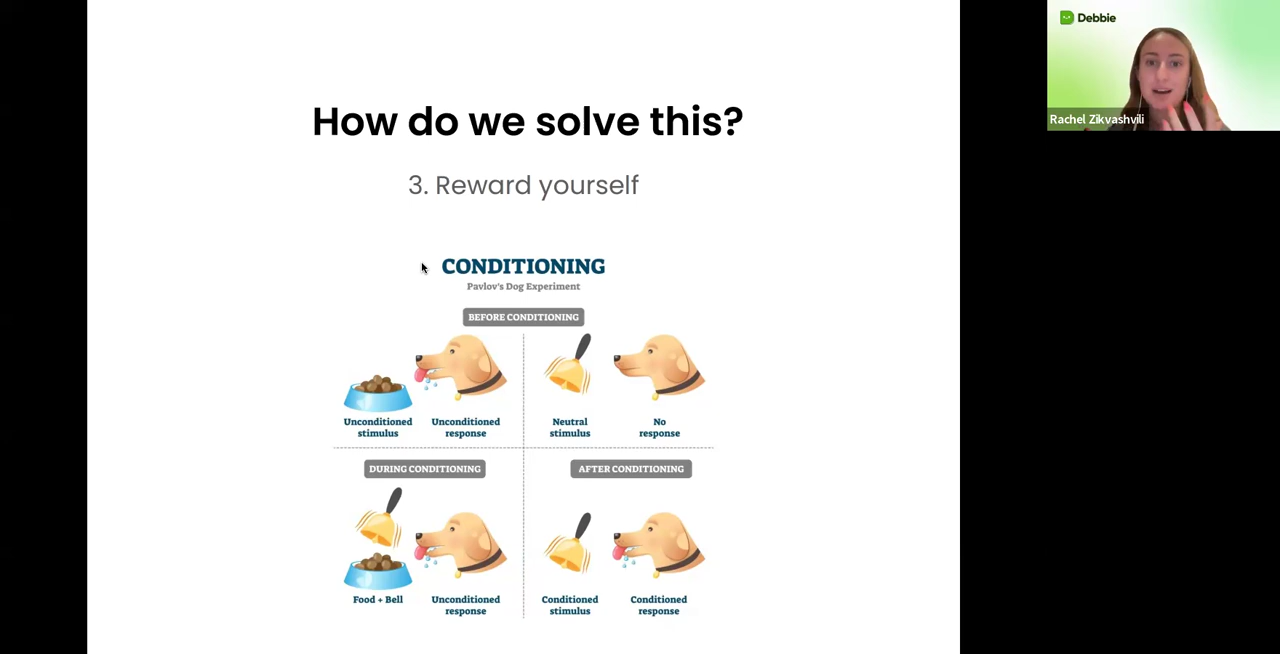 Debbie
Rachel Zikvashvili
How do we solve this?
3. Reward yourself
CONDITIONING
Pavlov's Dog Experiment
BEFORE CONDITIONING
Unconditioned
stimulus
Unconditioned
response
Neutral
stimulus
No
response
DURING CONDITIONING
AFTER CONDITIONING
Food + Bell
Unconditioned
response
Conditioned
stimulus
Conditioned
response